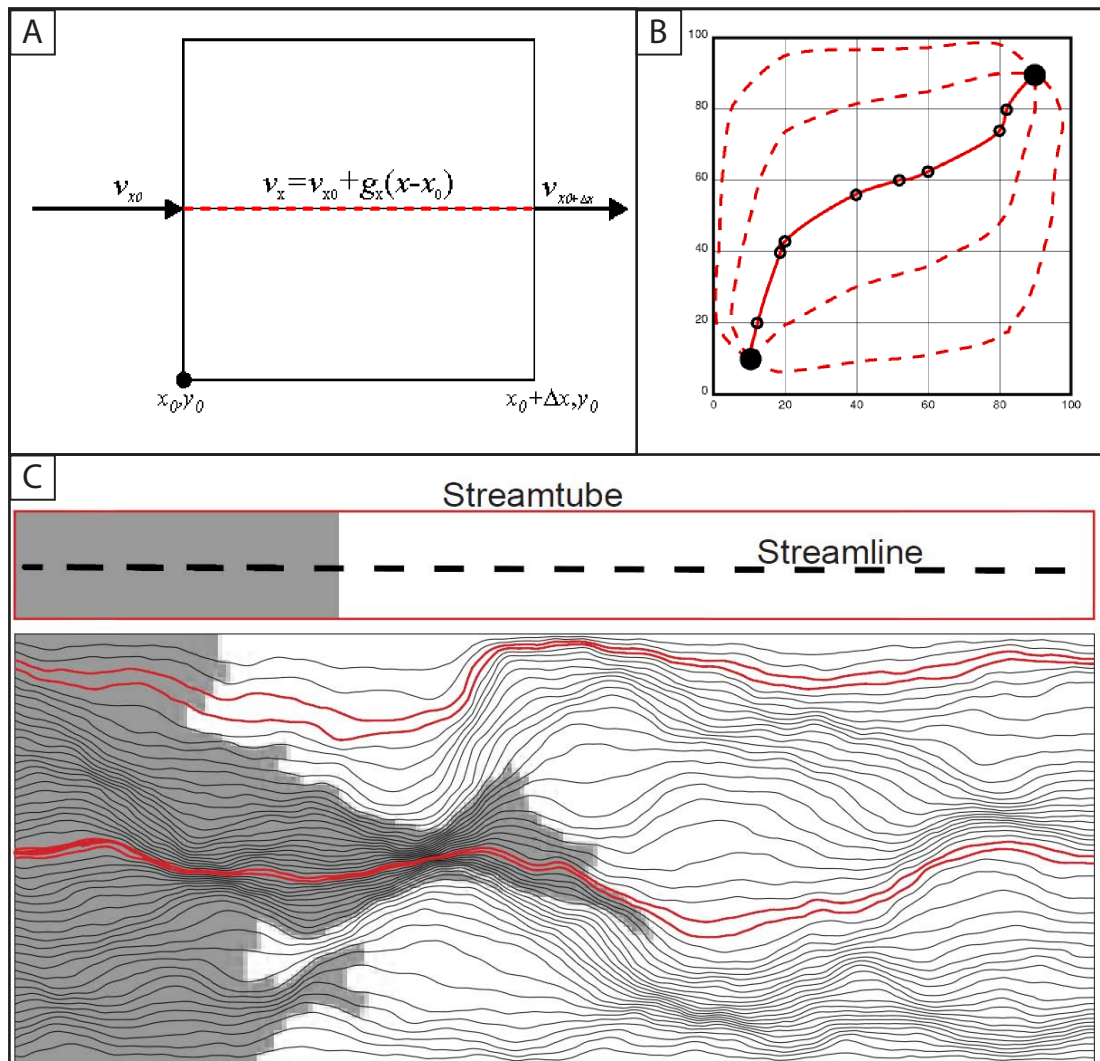 A
v_x0
v_x=v_x0+g_x(x-x_0)
v_x0+Δx
x_0,y_0
x_0+Δx,y_0
B
100
80
60
40
20
0
0 20 40 60 80 100
C
Streamtube
Streamline